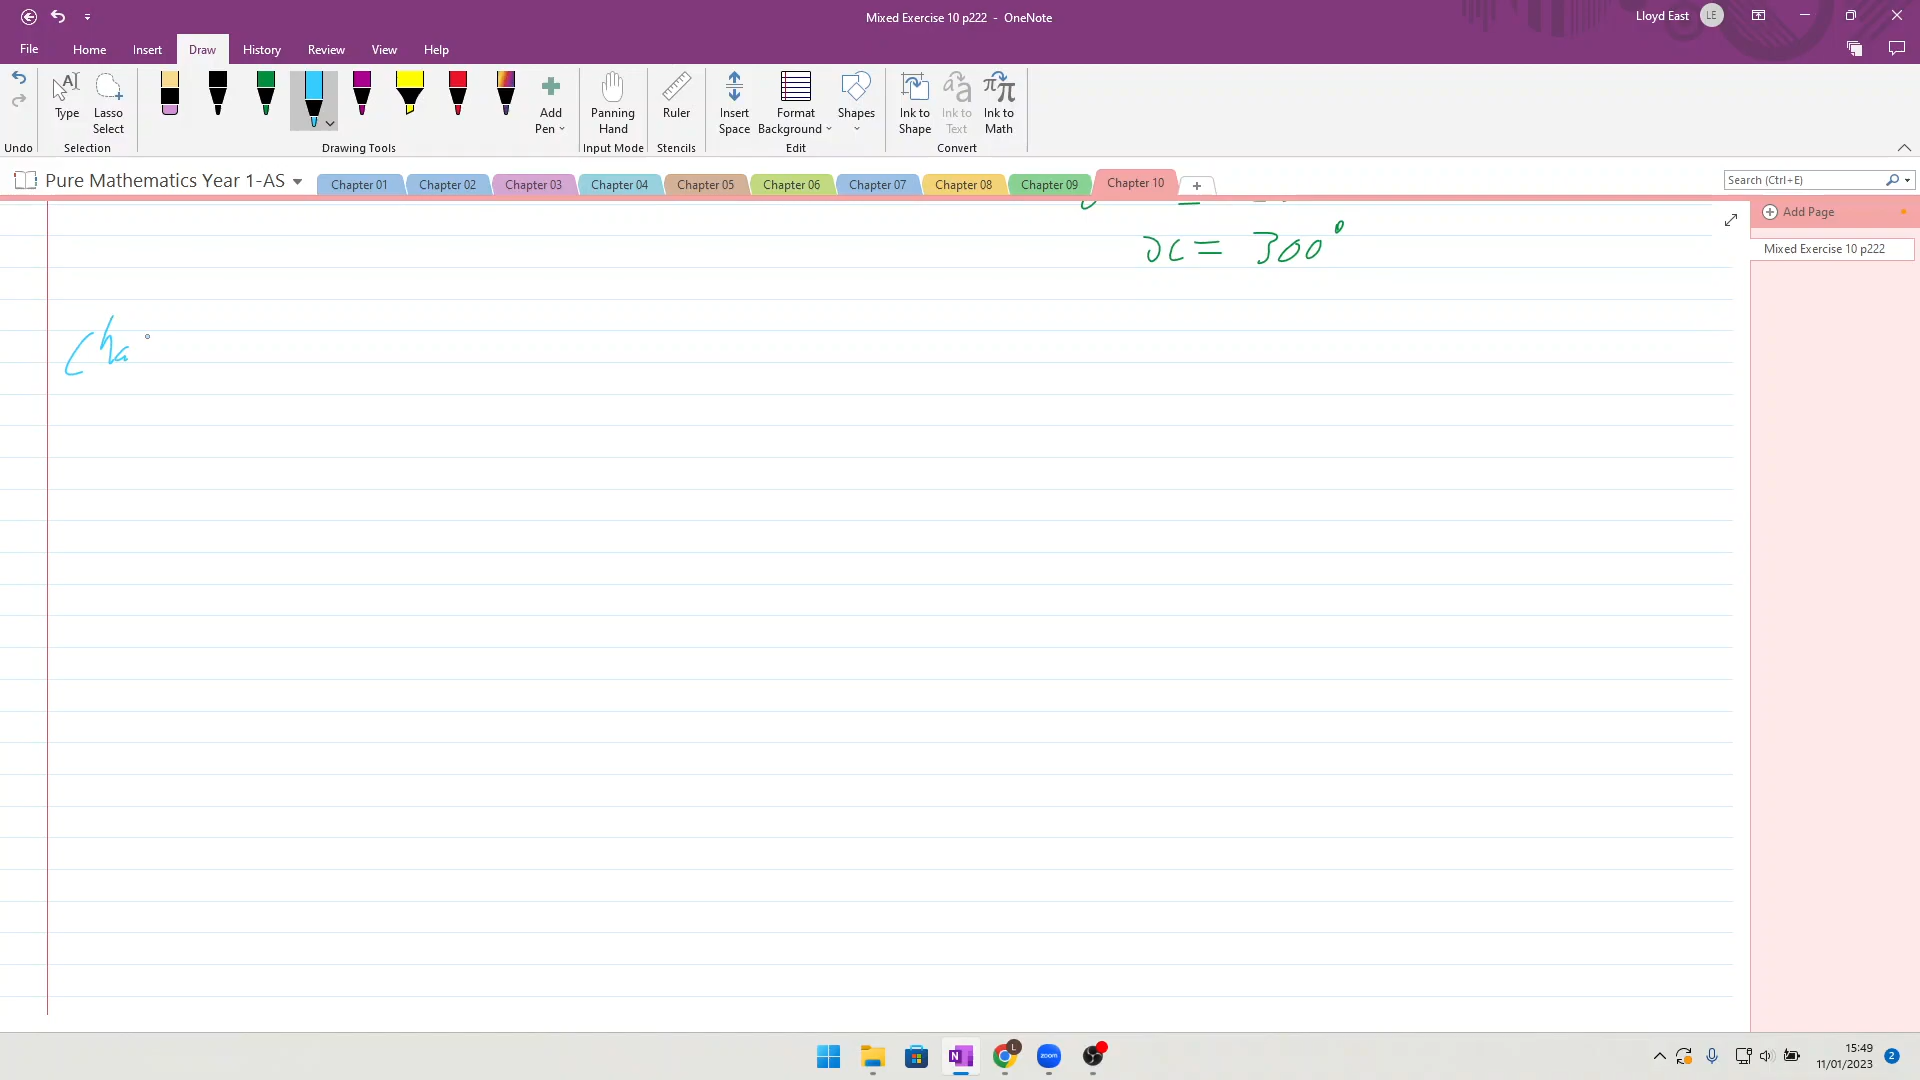 Mixed Exercise 10 p222 - OneNote
Lloyd East
LE
File
Home
Insert
Draw
History
Review
View
Help
Type
Lasso
Select
Add
Pen
Panning
Hand
Ruler
Insert
Space
Format
Background
Shapes
Ink to
Shape
Ink to
Text
Ink to
Math
Undo
Selection
Drawing Tools
Input Mode
Stencils
Edit
Convert
Pure Mathematics Year 1-AS
Chapter 01
Chapter 02
Chapter 03
Chapter 04
Chapter 05
Chapter 06
Chapter 07
Chapter 08
Chapter 09
Chapter 10
Search (Ctrl+E)
Add Page
Mixed Exercise 10 p222
x = 300°
Cha
L
zoom
15:49
11/01/2023
2